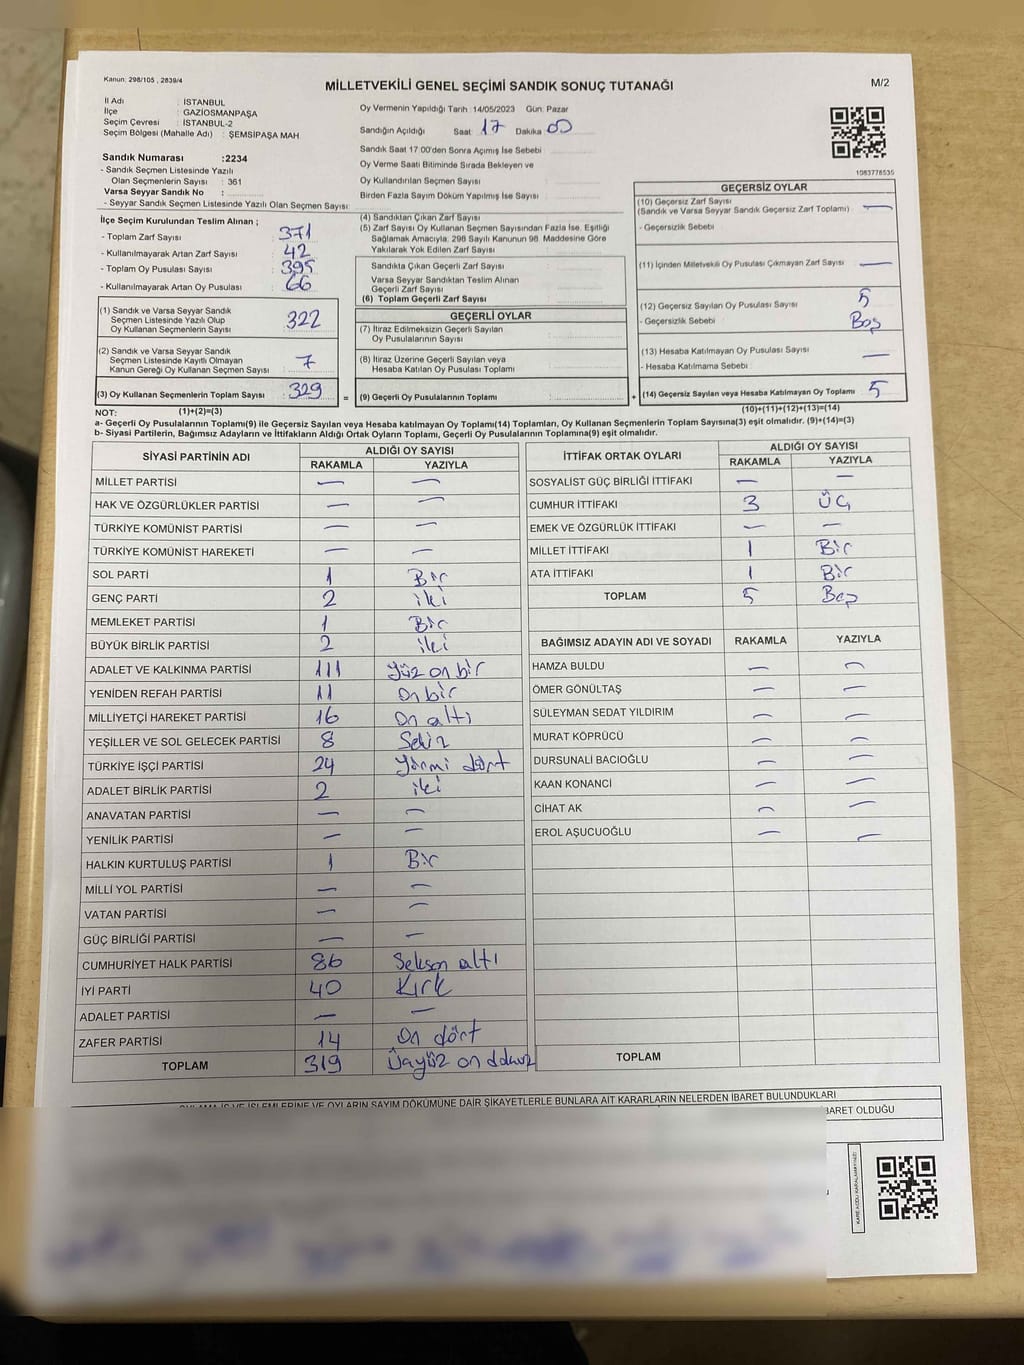 Kanun: 298/105 , 2839/4
MİLLETVEKİLİ GENEL SEÇİMİ SANDIK SONUÇ TUTANAĞI
M/2
İl Adı : İSTANBUL
İlçe : GAZİOSMANPAŞA
Seçim Çevresi : İSTANBUL-2
Seçim Bölgesi (Mahalle Adı) : ŞEMSİPAŞA MAH
Sandık Numarası :2234
- Sandık Seçmen Listesinde Yazılı
Olan Seçmenlerin Sayısı : 361
Varsa Seyyar Sandık No :
- Seyyar Sandık Seçmen Listesinde Yazılı Olan Seçmen Sayısı:
Oy Vermenin Yapıldığı Tarih :14/05/2023 Gün: Pazar
Sandığın Açıldığı Saat: 17 Dakika 00
Sandık Saat 17:00'den Sonra Açımış İse Sebebi :
Oy Verme Saati Bitiminde Sırada Bekleyen ve
Oy Kullandırılan Seçmen Sayısı :
Birden Fazla Sayım Döküm Yapılmış İse Sayısı :
1083778535
İlçe Seçim Kurulundan Teslim Alınan ;
- Toplam Zarf Sayısı : 371
- Kullanılmayarak Artan Zarf Sayısı : 42
- Toplam Oy Pusulası Sayısı : 395
- Kullanılmayarak Artan Oy Pusulası : 66
(1) Sandık ve Varsa Seyyar Sandık
Seçmen Listesinde Yazılı Olup
Oy Kullanan Seçmenlerin Sayısı : 322
(2) Sandık ve Varsa Seyyar Sandık
Seçmen Listesinde Kayıtlı Olmayan
Kanun Gereği Oy Kullanan Seçmen Sayısı : 7
(3) Oy Kullanan Seçmenlerin Toplam Sayısı : 329
(4) Sandıktan Çıkan Zarf Sayısı :
(5) Zarf Sayısı Oy Kullanan Seçmen Sayısından Fazla İse, Eşitliği
Sağlamak Amacıyla, 298 Sayılı Kanunun 98. Maddesine Göre
Yakılarak Yok Edilen Zarf Sayısı :
Sandıkta Çıkan Geçerli Zarf Sayısı :
Varsa Seyyar Sandıktan Teslim Alınan
Geçerli Zarf Sayısı :
(6) Toplam Geçerli Zarf Sayısı :
GEÇERLİ OYLAR
(7) İtiraz Edilmeksizin Geçerli Sayılan
Oy Pusulalarının Sayısı :
(8) İtiraz Üzerine Geçerli Sayılan veya
Hesaba Katılan Oy Pusulası Toplamı :
= (9) Geçerli Oy Pusulalarının Toplamı :
GEÇERSİZ OYLAR
(10) Geçersiz Zarf Sayısı
(Sandık ve Varsa Seyyar Sandık Geçersiz Zarf Toplamı) : —
- Geçersizlik Sebebi :
(11) İçinden Milletvekili Oy Pusulası Çıkmayan Zarf Sayısı : —
(12) Geçersiz Sayılan Oy Pusulası Sayısı : 5
- Geçersizlik Sebebi : Boş
(13) Hesaba Katılmayan Oy Pusulası Sayısı : —
- Hesaba Katılmama Sebebi :
+ (14) Geçersiz Sayılan veya Hesaba Katılmayan Oy Toplamı : 5
NOT: (1)+(2)=(3)
(10)+(11)+(12)+(13)=(14)
a- Geçerli Oy Pusulalarının Toplamı(9) ile Geçersiz Sayılan veya Hesaba katılmayan Oy Toplamı(14) Toplamları, Oy Kullanan Seçmenlerin Toplam Sayısına(3) eşit olmalıdır. (9)+(14)=(3)
b- Siyasi Partilerin, Bağımsız Adayların ve İttifakların Aldığı Ortak Oyların Toplamı, Geçerli Oy Pusulalarının Toplamına(9) eşit olmalıdır.
SİYASİ PARTİNİN ADI ALDIĞI OY SAYISI
RAKAMLA YAZIYLA
MİLLET PARTİSİ — —
HAK VE ÖZGÜRLÜKLER PARTİSİ — —
TÜRKİYE KOMÜNİST PARTİSİ — —
TÜRKİYE KOMÜNİST HAREKETİ — —
SOL PARTİ 1 Bir
GENÇ PARTİ 2 iki
MEMLEKET PARTİSİ 1 Bir
BÜYÜK BİRLİK PARTİSİ 2 iki
ADALET VE KALKINMA PARTİSİ 111 yüz on bir
YENİDEN REFAH PARTİSİ 11 On bir
MİLLİYETÇİ HAREKET PARTİSİ 16 On altı
YEŞİLLER VE SOL GELECEK PARTİSİ 8 Sekiz
TÜRKİYE İŞÇİ PARTİSİ 24 Yirmi dört
ADALET BİRLİK PARTİSİ 2 iki
ANAVATAN PARTİSİ — —
YENİLİK PARTİSİ — —
HALKIN KURTULUŞ PARTİSİ 1 Bir
MİLLİ YOL PARTİSİ — —
VATAN PARTİSİ — —
GÜÇ BİRLİĞİ PARTİSİ — —
CUMHURİYET HALK PARTİSİ 86 Seksen altı
İYİ PARTİ 40 Kırk
ADALET PARTİSİ — —
ZAFER PARTİSİ 14 On dört
TOPLAM 319 Üçyüz on dokuz
İTTİFAK ORTAK OYLARI ALDIĞI OY SAYISI
RAKAMLA YAZIYLA
SOSYALİST GÜÇ BİRLİĞİ İTTİFAKI — —
CUMHUR İTTİFAKI 3 ÜÇ
EMEK VE ÖZGÜRLÜK İTTİFAKI — —
MİLLET İTTİFAKI 1 Bir
ATA İTTİFAKI 1 Bir
TOPLAM 5 Beş
BAĞIMSIZ ADAYIN ADI VE SOYADI RAKAMLA YAZIYLA
HAMZA BULDU — —
ÖMER GÖNÜLTAŞ — —
SÜLEYMAN SEDAT YILDIRIM — —
MURAT KÖPRÜCÜ — —
DURSUNALİ BACIOĞLU — —
KAAN KONANCİ — —
CİHAT AK — —
EROL AŞUCUOĞLU — —
TOPLAM
OYLAMA İŞ VE İŞLEMLERİNE VE OYLARIN SAYIM DÖKÜMÜNE DAİR ŞİKAYETLERLE BUNLARA AİT KARARLARIN NELERDEN İBARET BULUNDUKLARI
İBARET OLDUĞU